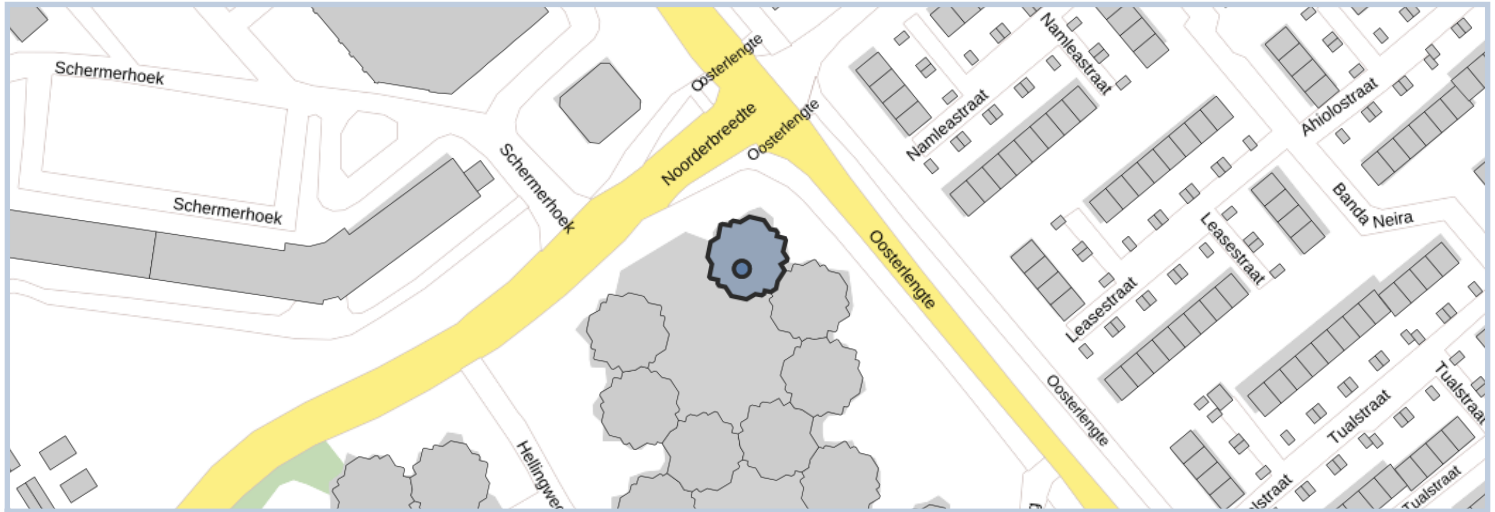 Schermerhoek
Oosterlengte
Namleastraat
Noorderbreedte
Oosterlengte
Namleastraat
Ahiolostraat
Schermerhoek
Schermerhoek
Banda Neira
Oosterlengte
Leasestraat
Leasestraat
Oosterlengte
Tualstraat
Tualstraat
Hellingweg
Tualstraat